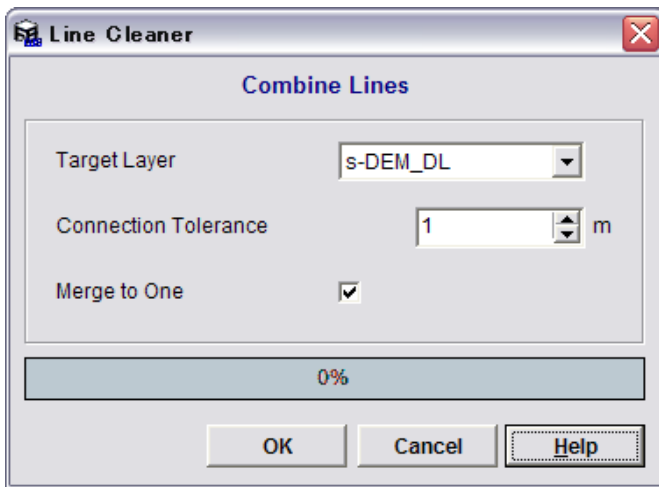 Line Cleaner
Combine Lines
Target Layer s-DEM_DL
Connection Tolerance 1 m
Merge to One
0%
OK Cancel Help